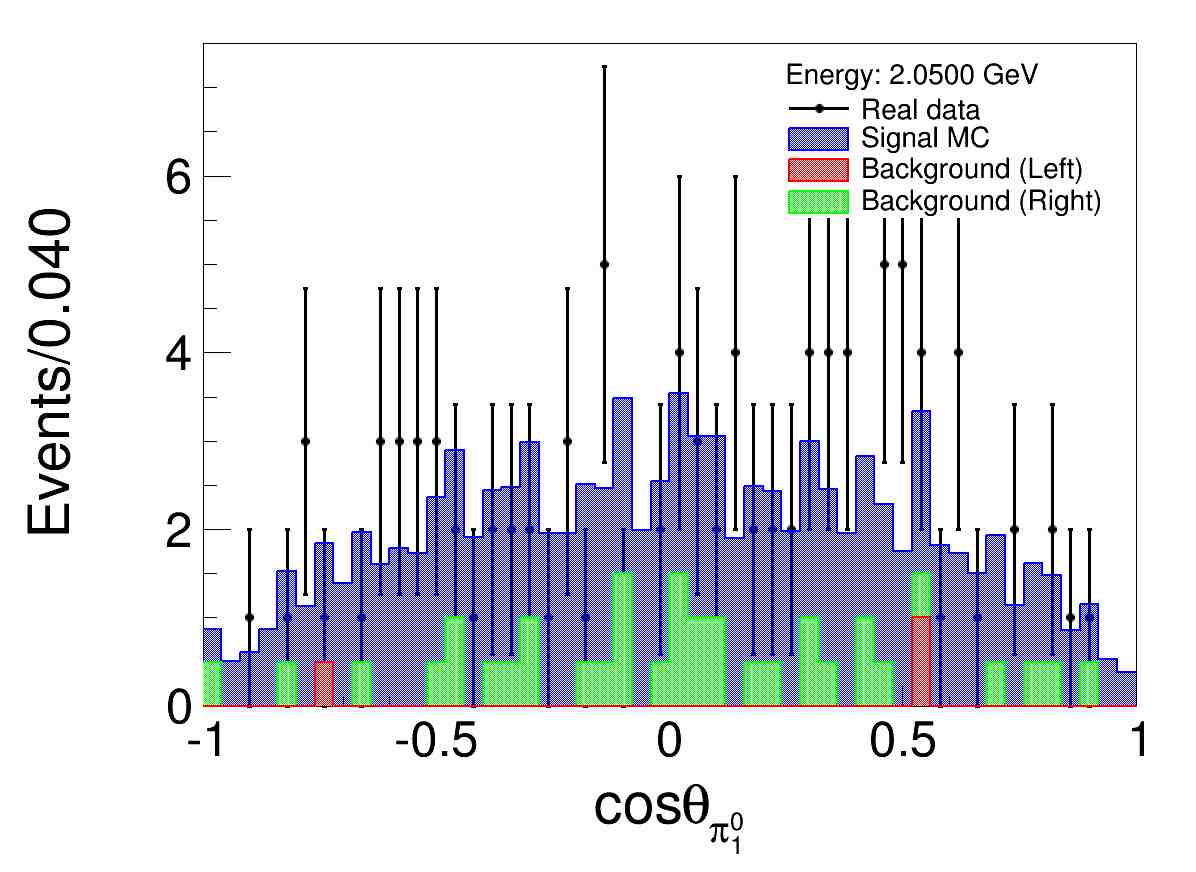 Energy: 2.0500 GeV
Real data
Signal MC
Background (Left)
Background (Right)
Events/0.040
6
4
2
0
-1 -0.5 0 0.5 1
cosθπ⁰₁